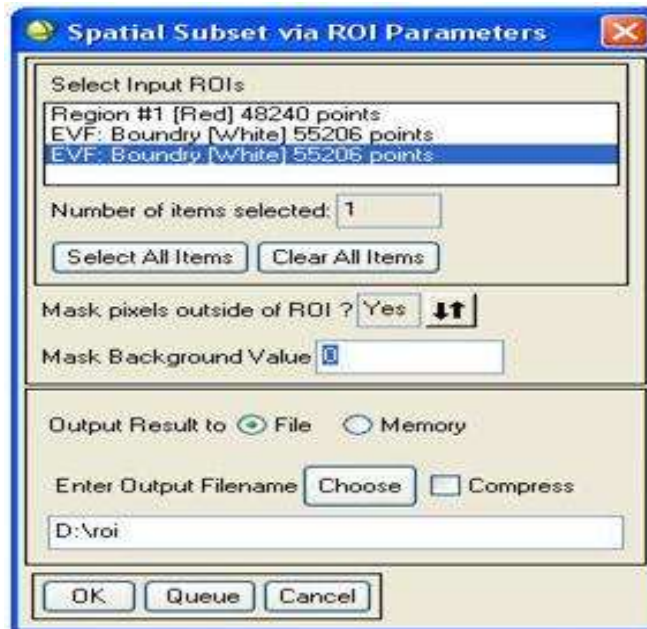 Spatial Subset via ROI Parameters
Select Input ROIs
Region #1 [Red] 48240 points
EVF: Boundry [White] 55206 points
EVF: Boundry [White] 55206 points
Number of items selected: 1
Select All Items Clear All Items
Mask pixels outside of ROI ? Yes
Mask Background Value 0
Output Result to File Memory
Enter Output Filename Choose Compress
D:\roi
OK Queue Cancel